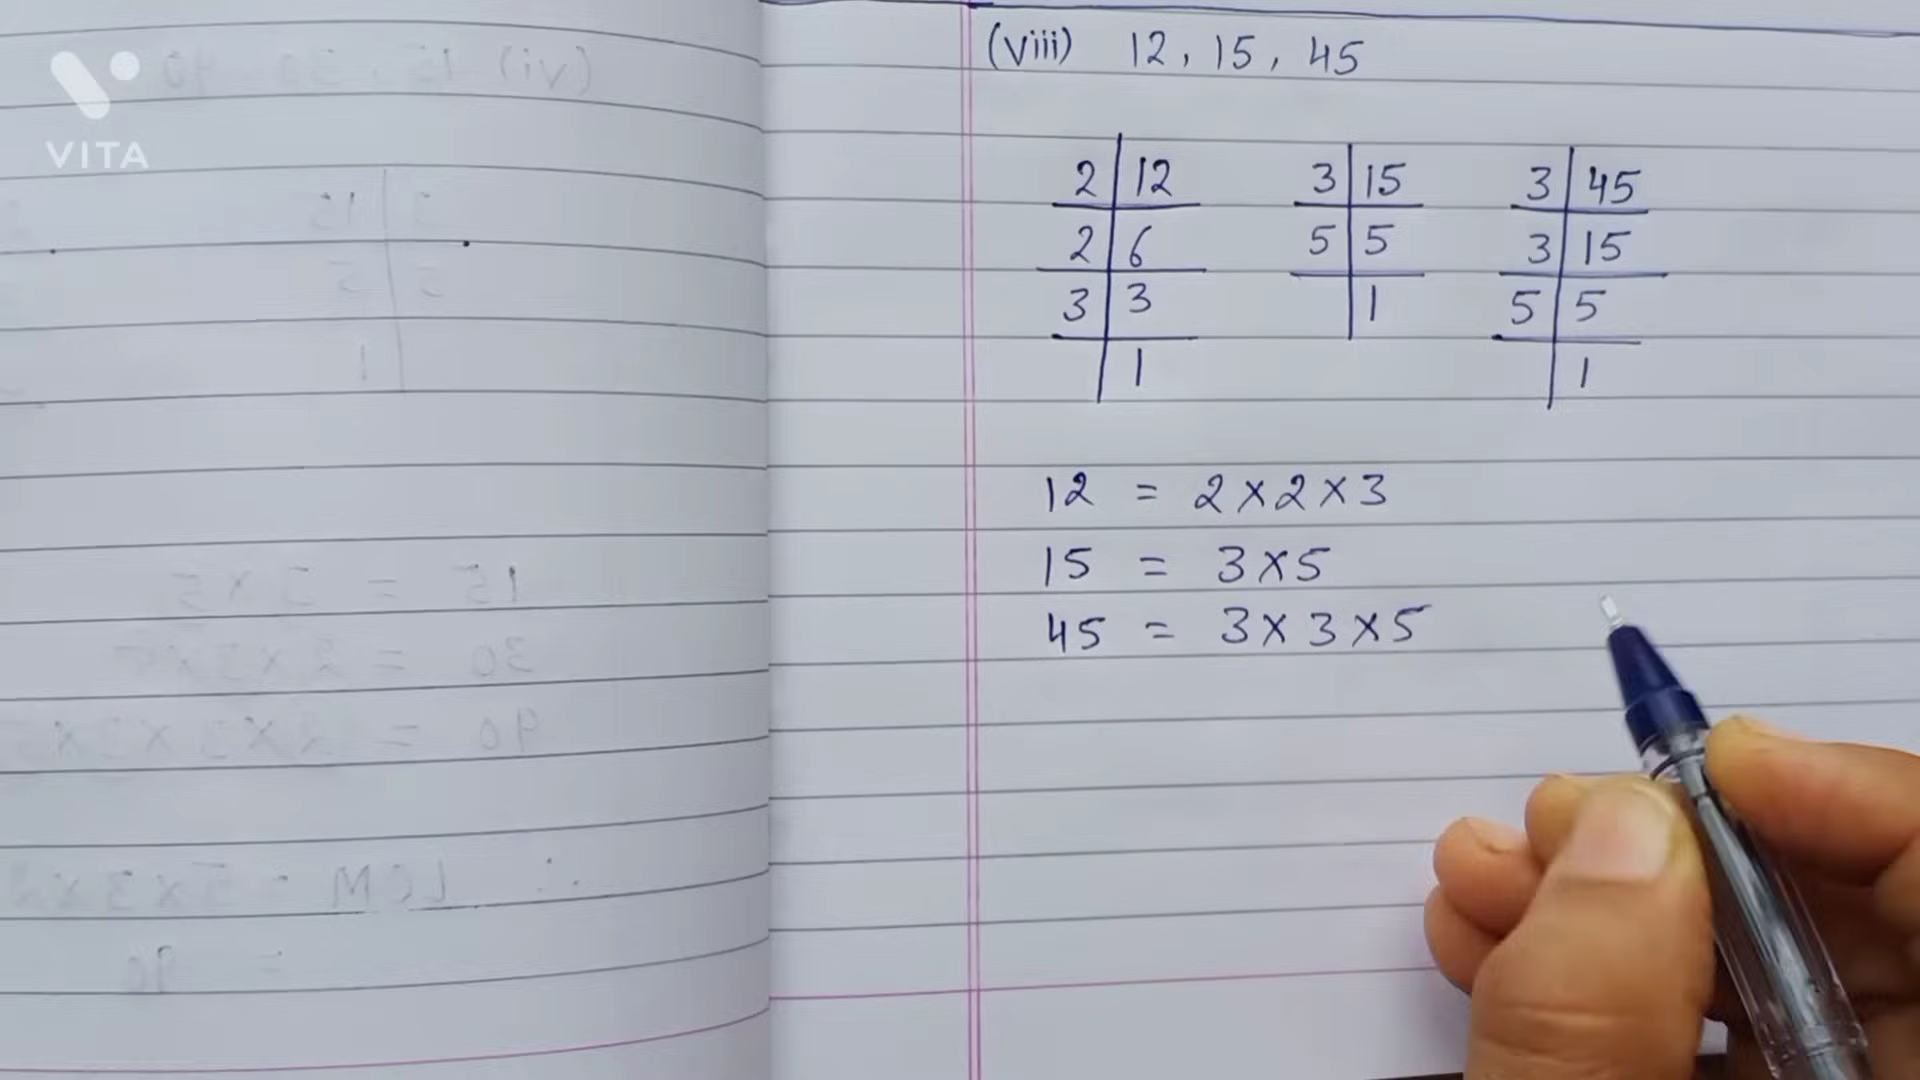 VITA
(viii) 12, 15, 45
2 | 12
2 | 6
3 | 3
1
3 | 15
5 | 5
1
3 | 45
3 | 15
5 | 5
1
12 = 2 × 2 × 3
15 = 3 × 5
45 = 3 × 3 × 5